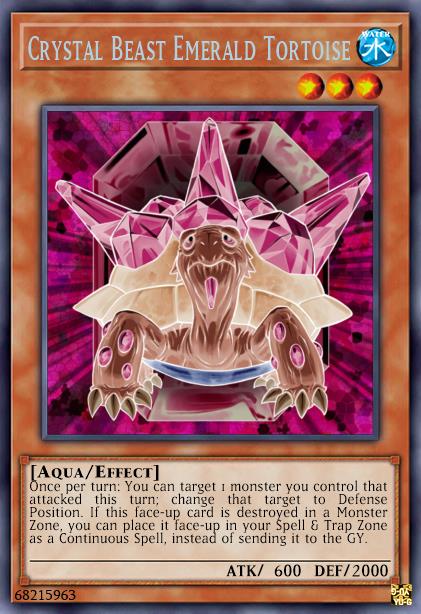 Crystal Beast Emerald Tortoise
WATER
水
[Aqua/Effect]
Once per turn: You can target 1 monster you control that
attacked this turn; change that target to Defense
Position. If this face-up card is destroyed in a Monster
Zone, you can place it face-up in your Spell & Trap Zone
as a Continuous Spell, instead of sending it to the GY.
ATK/ 600 DEF/2000
68215963